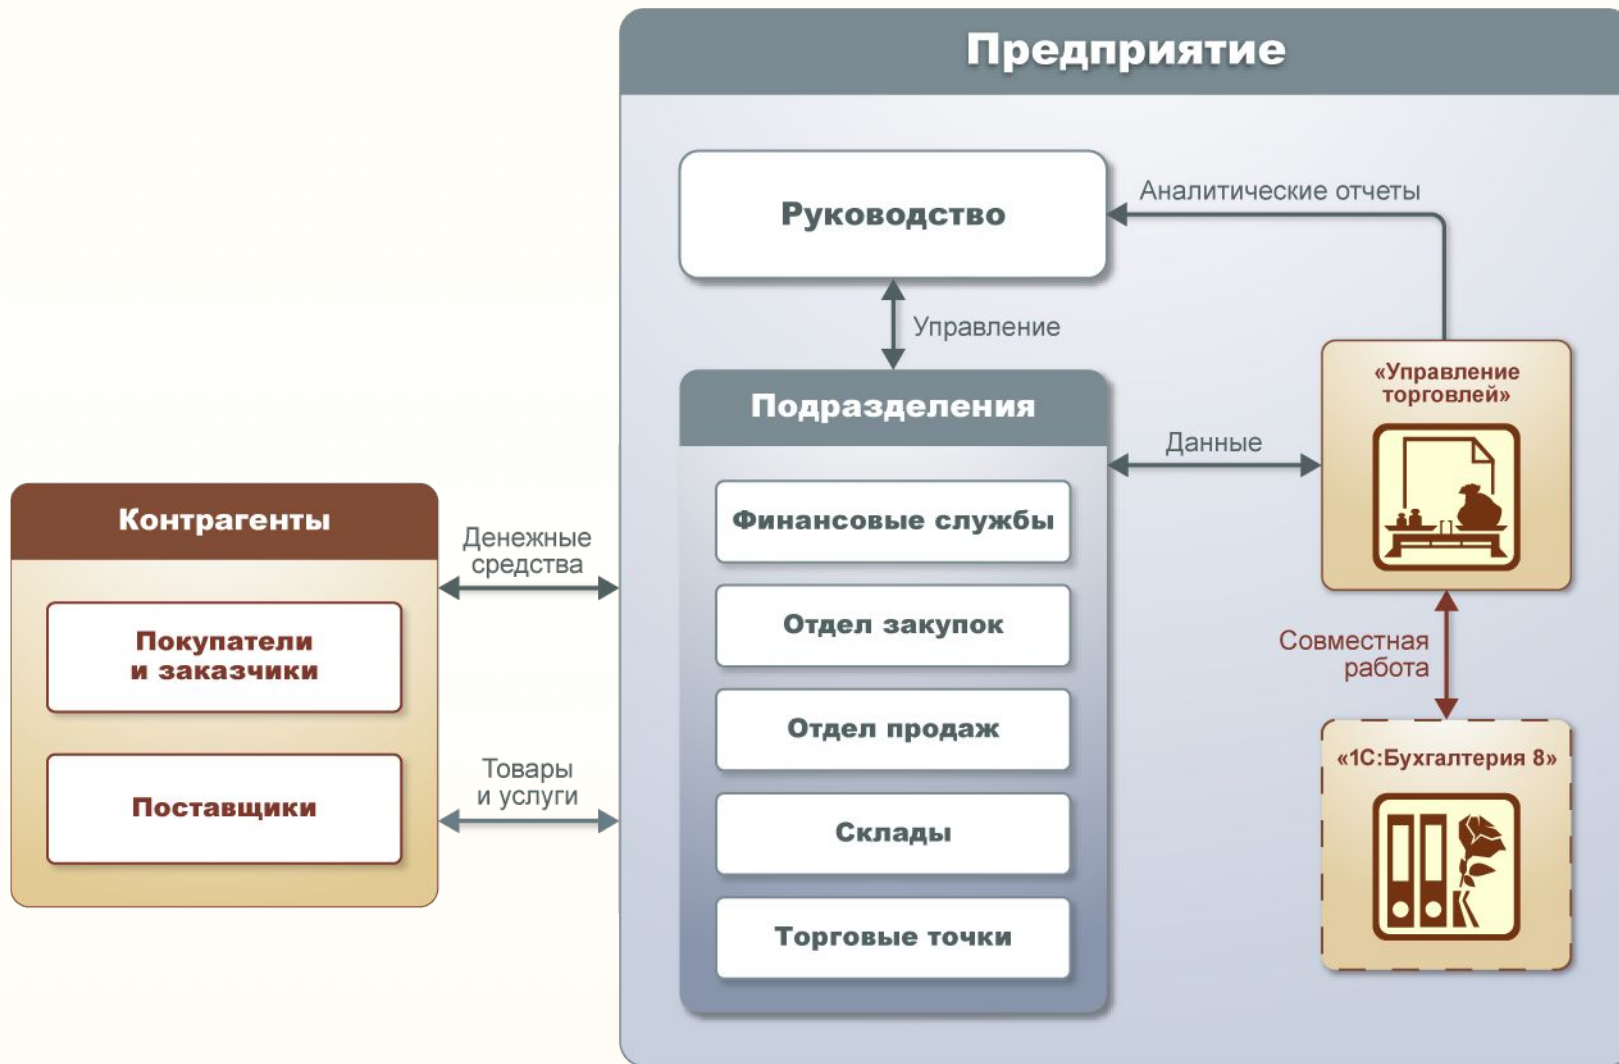 Предприятие
Руководство
Аналитические отчеты
Управление
«Управление
торговлей»
Подразделения
Данные
Финансовые службы
Отдел закупок
Отдел продаж
Склады
Торговые точки
Контрагенты
Покупатели
и заказчики
Поставщики
Денежные
средства
Товары
и услуги
Совместная
работа
«1С:Бухгалтерия 8»